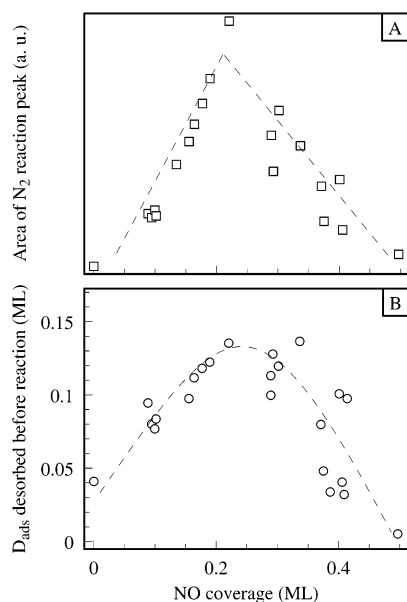 A
Area of N₂ reaction peak (a. u.)
B
D_ads desorbed before reaction (ML)
0.15
0.1
0.05
0
0
0.2
0.4
NO coverage (ML)